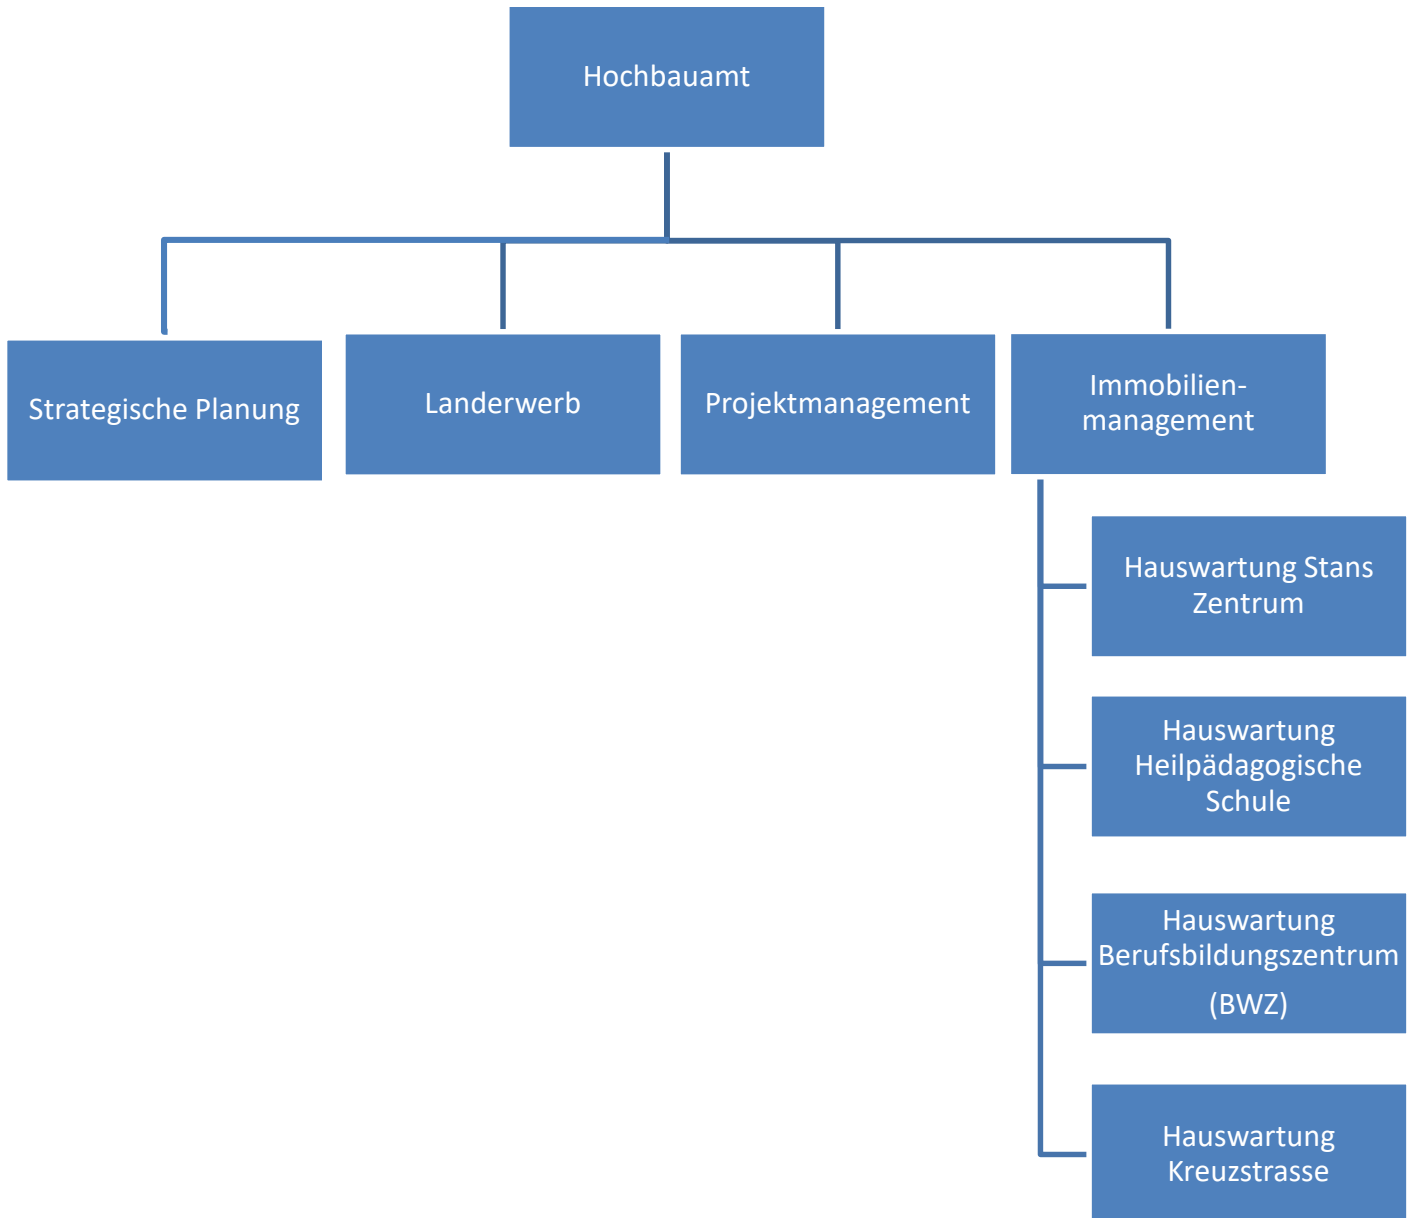 Hochbauamt
Strategische Planung
Landerwerb
Projektmanagement
Immobilien-
management
Hauswartung Stans
Zentrum
Hauswartung
Heilpädagogische
Schule
Hauswartung
Berufsbildungszentrum
(BWZ)
Hauswartung
Kreuzstrasse